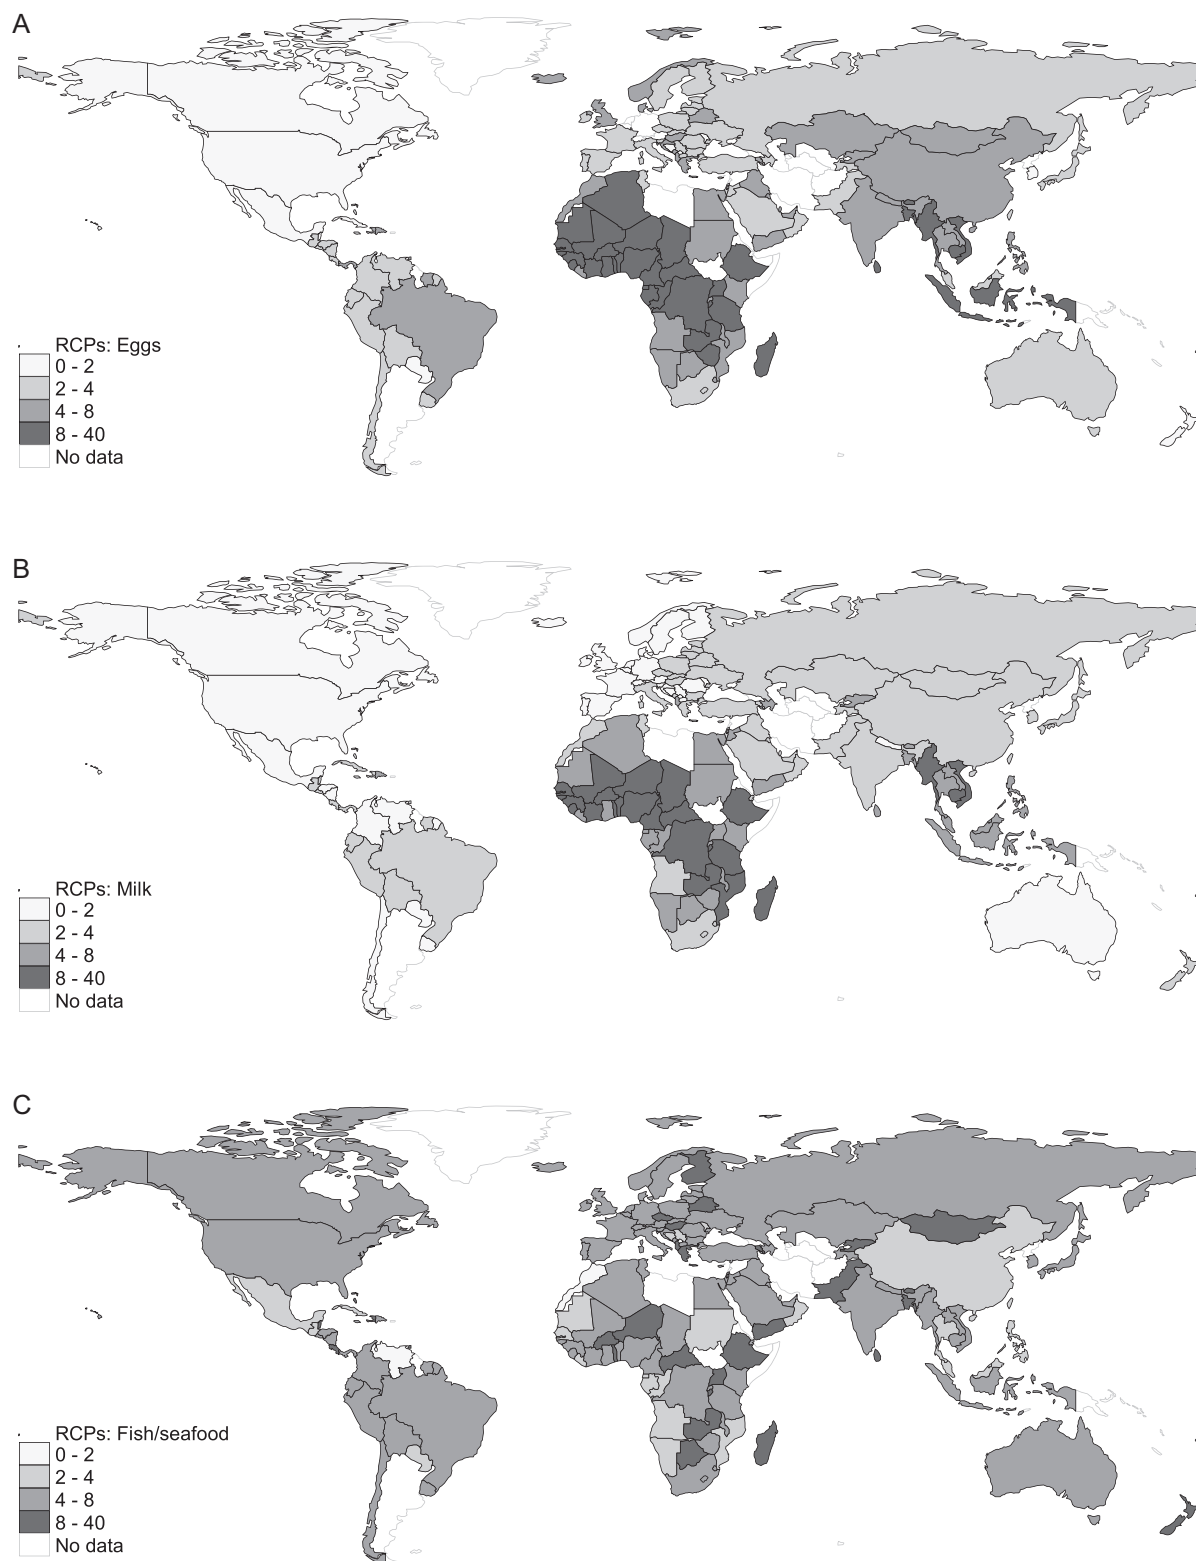 A
RCPs: Eggs
0 - 2
2 - 4
4 - 8
8 - 40
No data
B
RCPs: Milk
0 - 2
2 - 4
4 - 8
8 - 40
No data
C
RCPs: Fish/seafood
0 - 2
2 - 4
4 - 8
8 - 40
No data